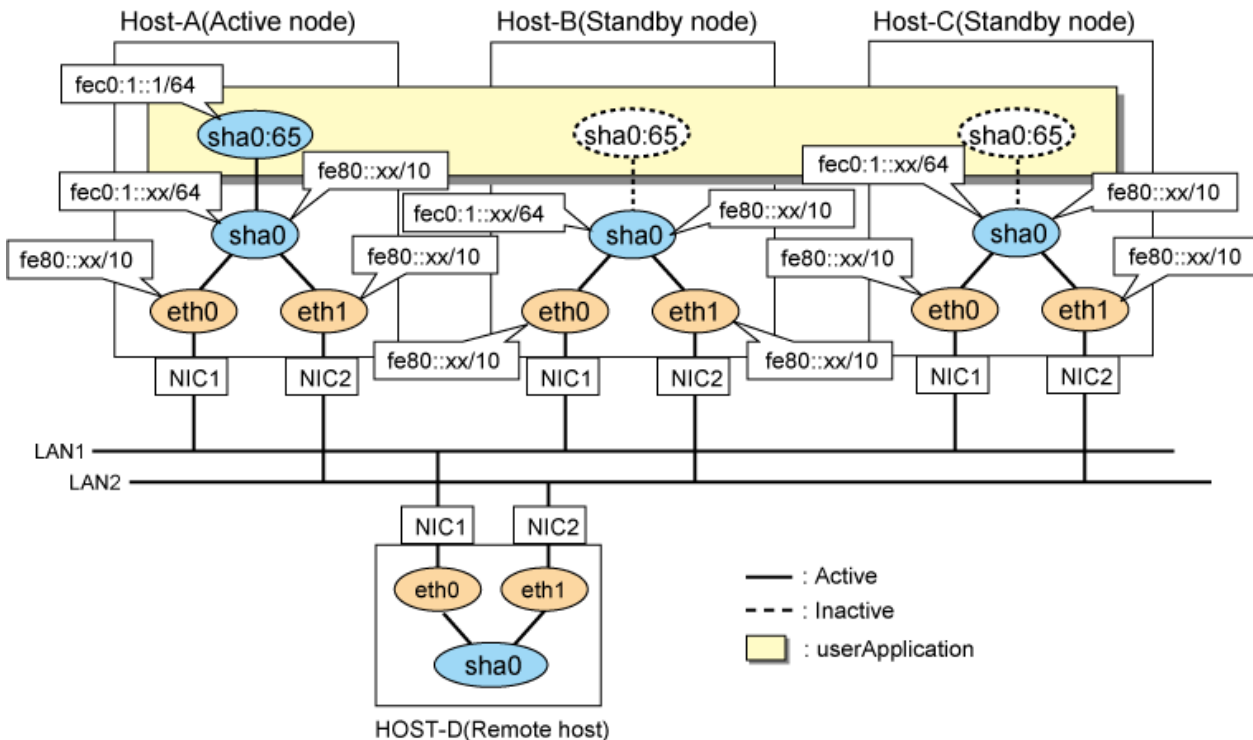 Host-A(Active node)
Host-B(Standby node)
Host-C(Standby node)
fec0:1::1/64
sha0:65
sha0:65
sha0:65
fec0:1::xx/64
fe80::xx/10
fec0:1::xx/64
fe80::xx/10
fec0:1::xx/64
fe80::xx/10
sha0
sha0
sha0
fe80::xx/10
fe80::xx/10
fe80::xx/10
fe80::xx/10
eth0
eth1
eth0
eth1
eth0
eth1
fe80::xx/10
fe80::xx/10
NIC1
NIC2
NIC1
NIC2
NIC1
NIC2
LAN1
LAN2
NIC1
NIC2
eth0
eth1
sha0
HOST-D(Remote host)
: Active
: Inactive
: userApplication